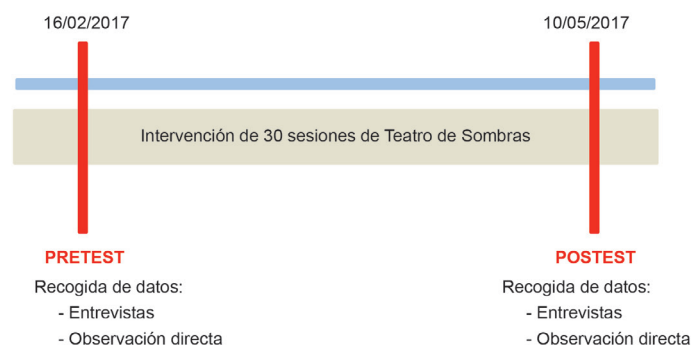 16/02/2017
10/05/2017
Intervención de 30 sesiones de Teatro de Sombras
PRETEST
Recogida de datos:
- Entrevistas
- Observación directa
POSTEST
Recogida de datos:
- Entrevistas
- Observación directa